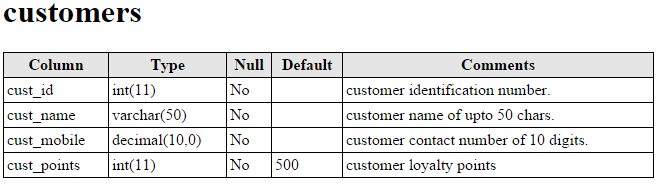 customers
Column Type Null Default Comments
cust_id int(11) No customer identification number.
cust_name varchar(50) No customer name of upto 50 chars.
cust_mobile decimal(10,0) No customer contact number of 10 digits.
cust_points int(11) No 500 customer loyalty points